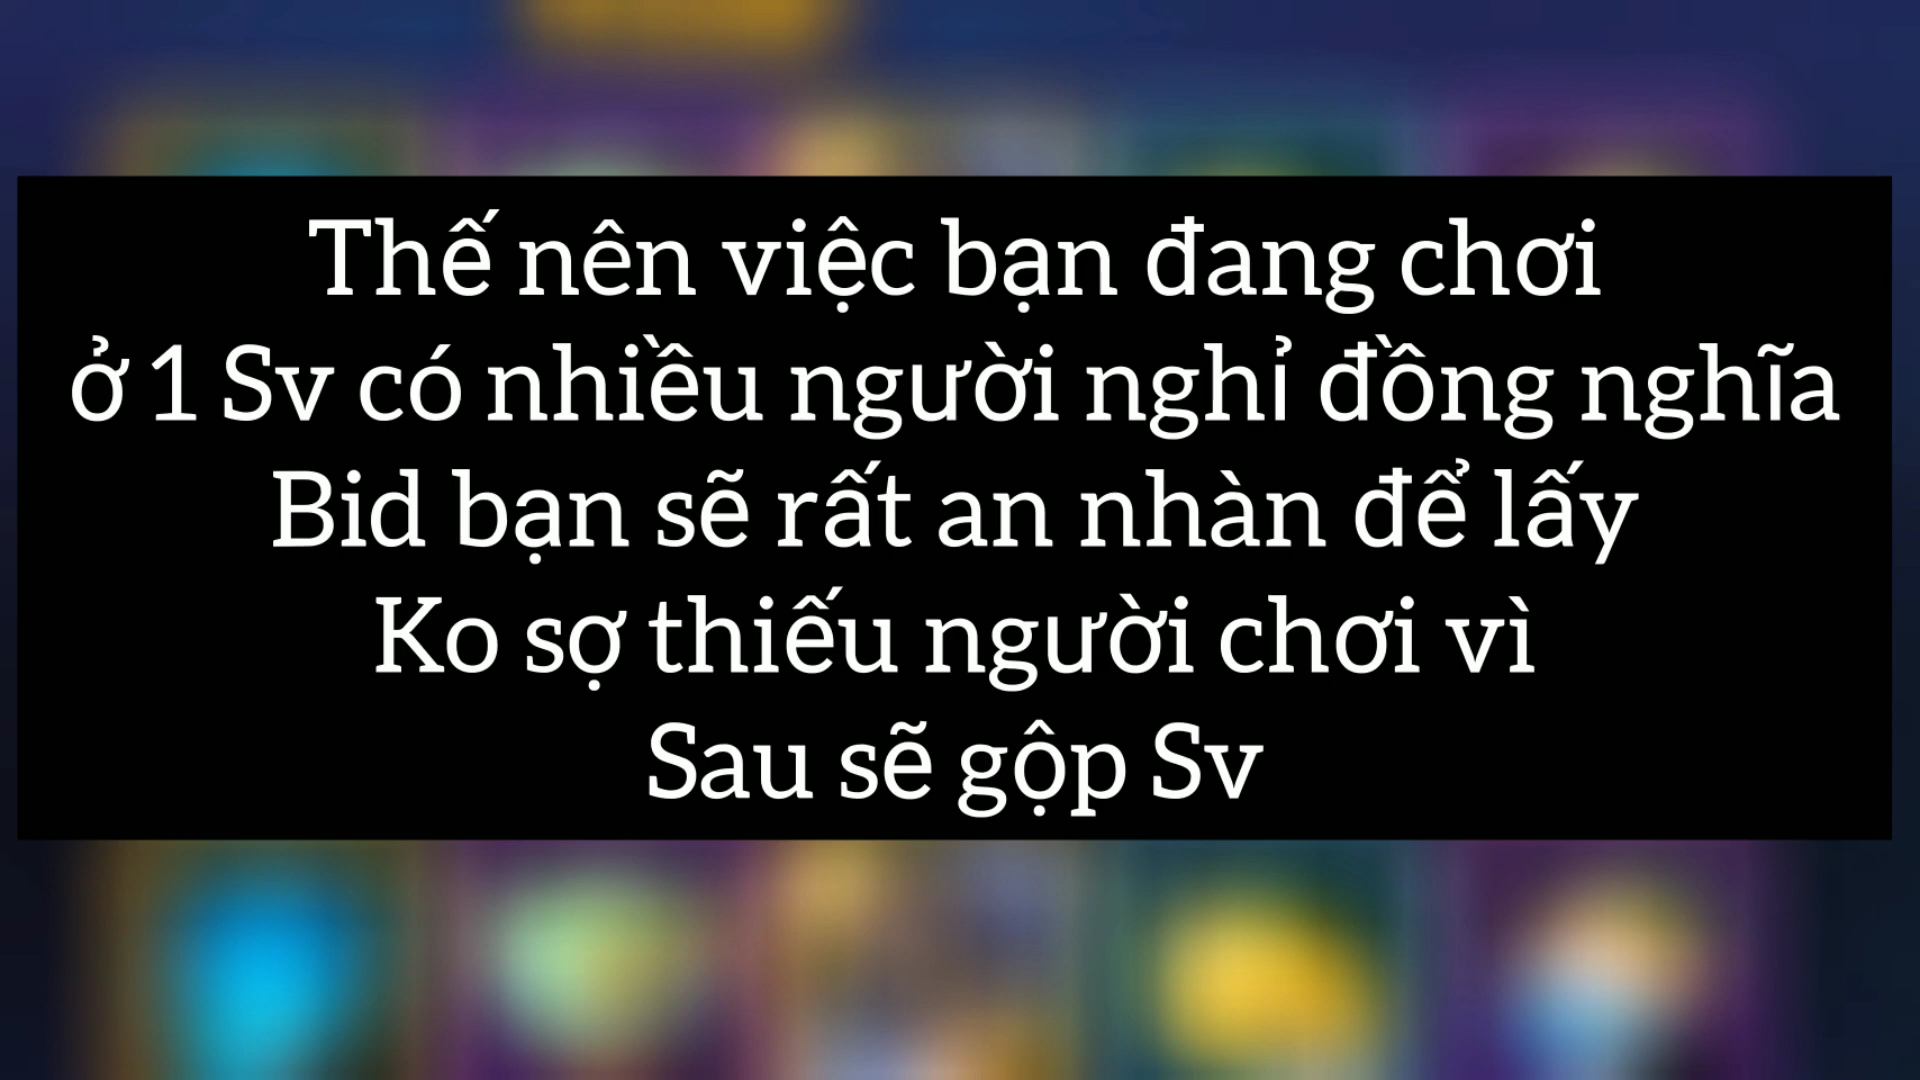 Thế nên việc bạn đang chơi
ở 1 Sv có nhiều người nghỉ đồng nghĩa
Bid bạn sẽ rất an nhàn để lấy
Ko sợ thiếu người chơi vì
Sau sẽ gộp Sv